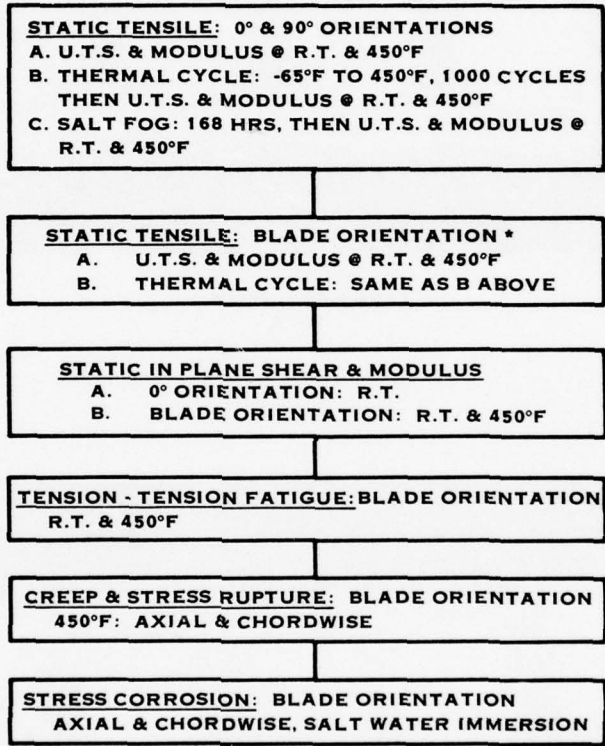 STATIC TENSILE: 0° & 90° ORIENTATIONS
A. U.T.S. & MODULUS @ R.T. & 450°F
B. THERMAL CYCLE: -65°F TO 450°F, 1000 CYCLES
THEN U.T.S. & MODULUS @ R.T. & 450°F
C. SALT FOG: 168 HRS, THEN U.T.S. & MODULUS @
R.T. & 450°F
STATIC TENSILE: BLADE ORIENTATION *
A. U.T.S. & MODULUS @ R.T. & 450°F
B. THERMAL CYCLE: SAME AS B ABOVE
STATIC IN PLANE SHEAR & MODULUS
A. 0° ORIENTATION: R.T.
B. BLADE ORIENTATION: R.T. & 450°F
TENSION - TENSION FATIGUE: BLADE ORIENTATION
R.T. & 450°F
CREEP & STRESS RUPTURE: BLADE ORIENTATION
450°F: AXIAL & CHORDWISE
STRESS CORROSION: BLADE ORIENTATION
AXIAL & CHORDWISE, SALT WATER IMMERSION